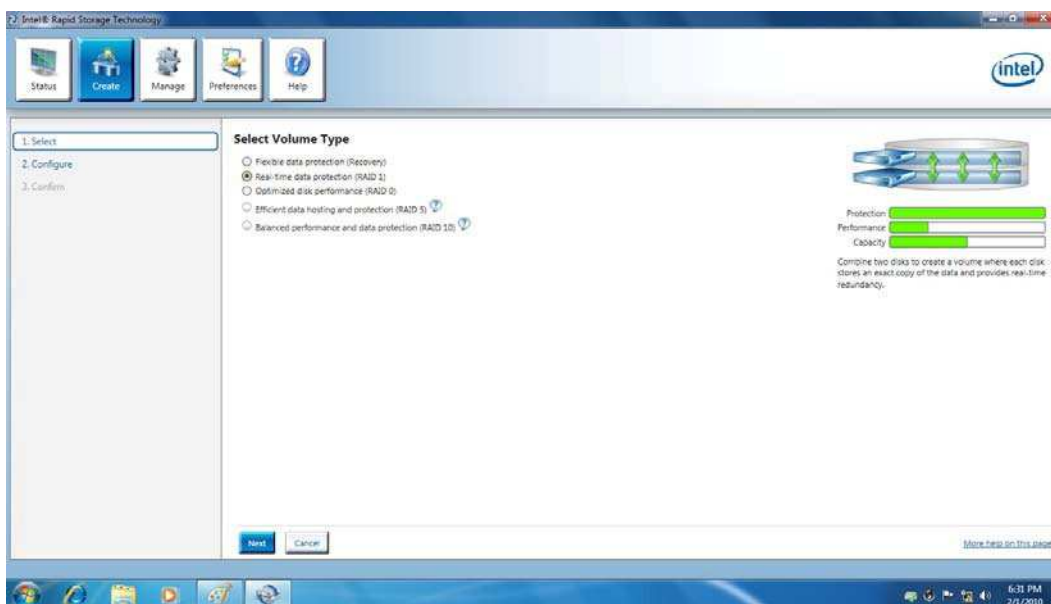 Intel® Rapid Storage Technology
Status
Create
Manage
Preferences
Help
intel
1. Select
2. Configure
3. Confirm
Select Volume Type
Flexible data protection (Recovery)
Real-time data protection (RAID 1)
Optimized disk performance (RAID 0)
Efficient data hosting and protection (RAID 5) ?
Balanced performance and data protection (RAID 10) ?
Protection
Performance
Capacity
Combine two disks to create a volume where each disk
stores an exact copy of the data and provides real-time
redundancy.
Next
Cancel
More help on this page
6:31 PM
2/1/2010